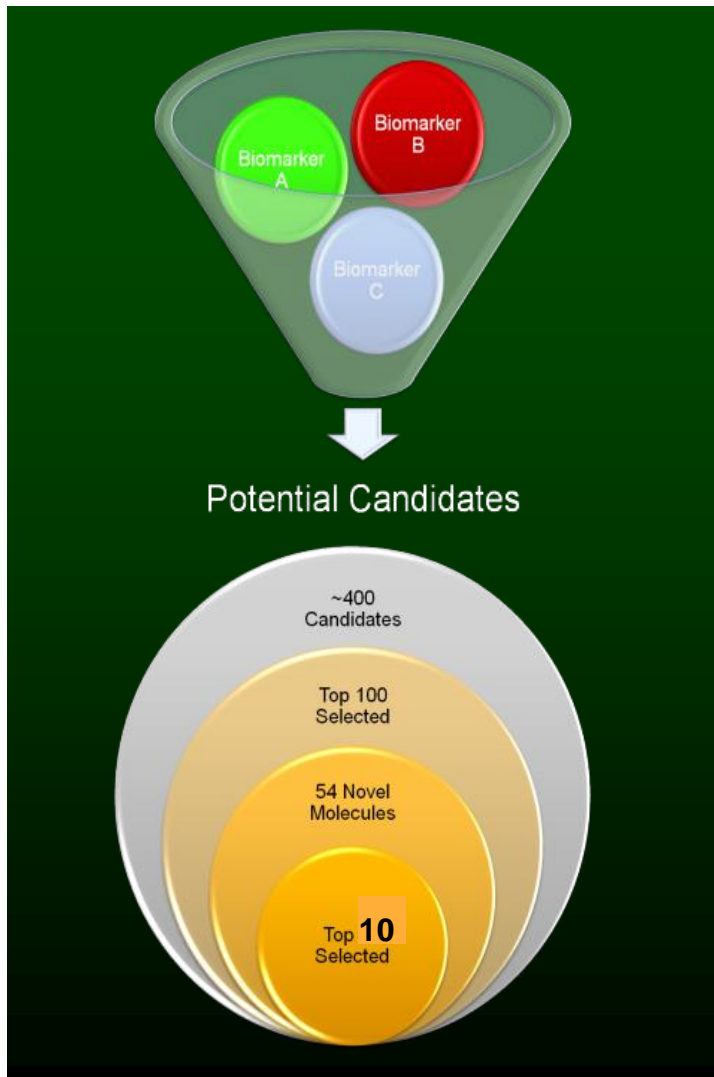 Biomarker
A
Biomarker
B
Biomarker
C
Potential Candidates
~400
Candidates
Top 100
Selected
54 Novel
Molecules
Top 10
Selected